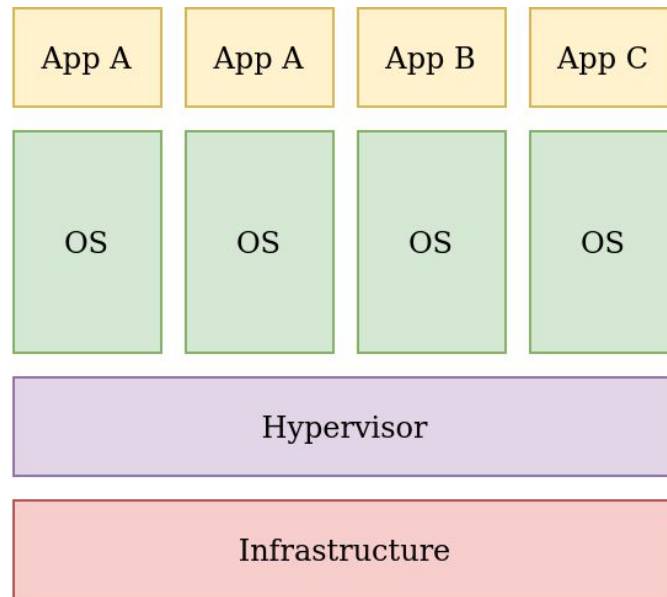 App A
App A
App B
App C
OS
OS
OS
OS
Hypervisor
Infrastructure